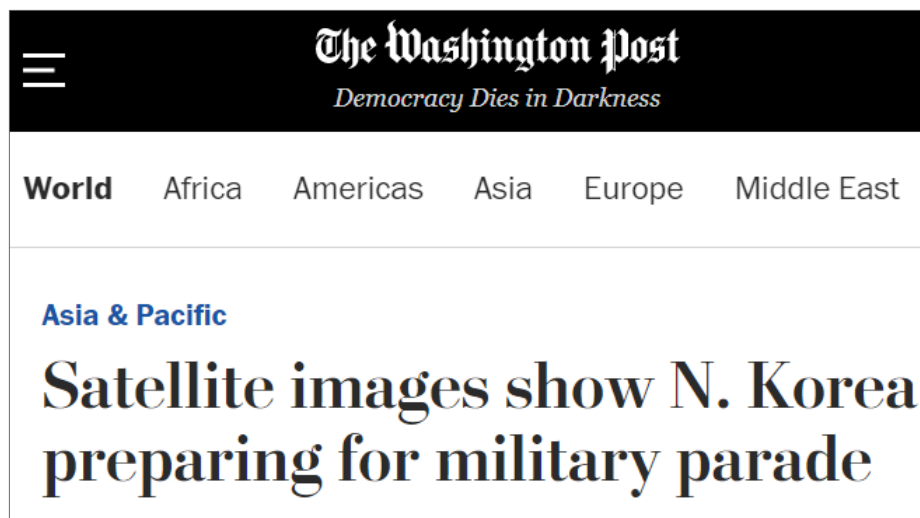 The Washington Post
Democracy Dies in Darkness
World Africa Americas Asia Europe Middle East
Asia & Pacific
Satellite images show N. Korea
preparing for military parade